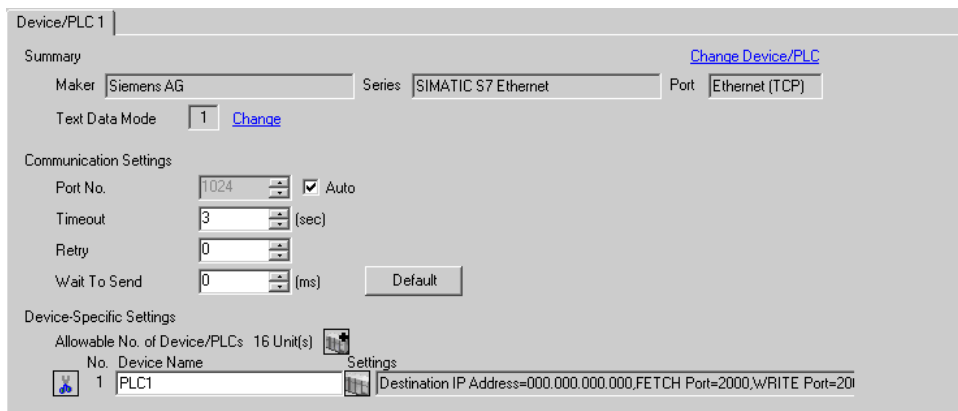 Device/PLC 1
Summary
Change Device/PLC
Maker Siemens AG Series SIMATIC S7 Ethernet Port Ethernet (TCP)
Text Data Mode 1 Change
Communication Settings
Port No. 1024 Auto
Timeout 3 (sec)
Retry 0
Wait To Send 0 (ms) Default
Device-Specific Settings
Allowable No. of Device/PLCs 16 Unit(s)
No. Device Name Settings
1 PLC1 Destination IP Address=000.000.000.000,FETCH Port=2000,WRITE